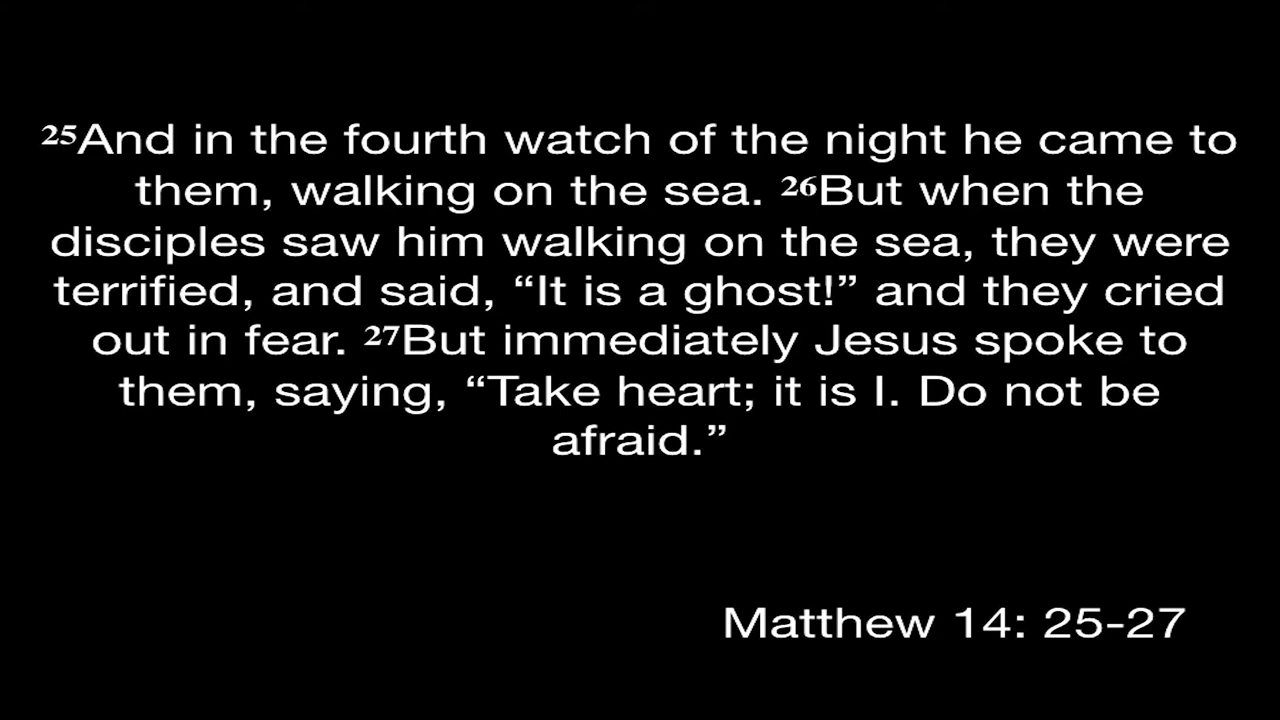 25And in the fourth watch of the night he came to
them, walking on the sea. 26But when the
disciples saw him walking on the sea, they were
terrified, and said, “It is a ghost!” and they cried
out in fear. 27But immediately Jesus spoke to
them, saying, “Take heart; it is I. Do not be
afraid.”
Matthew 14: 25-27